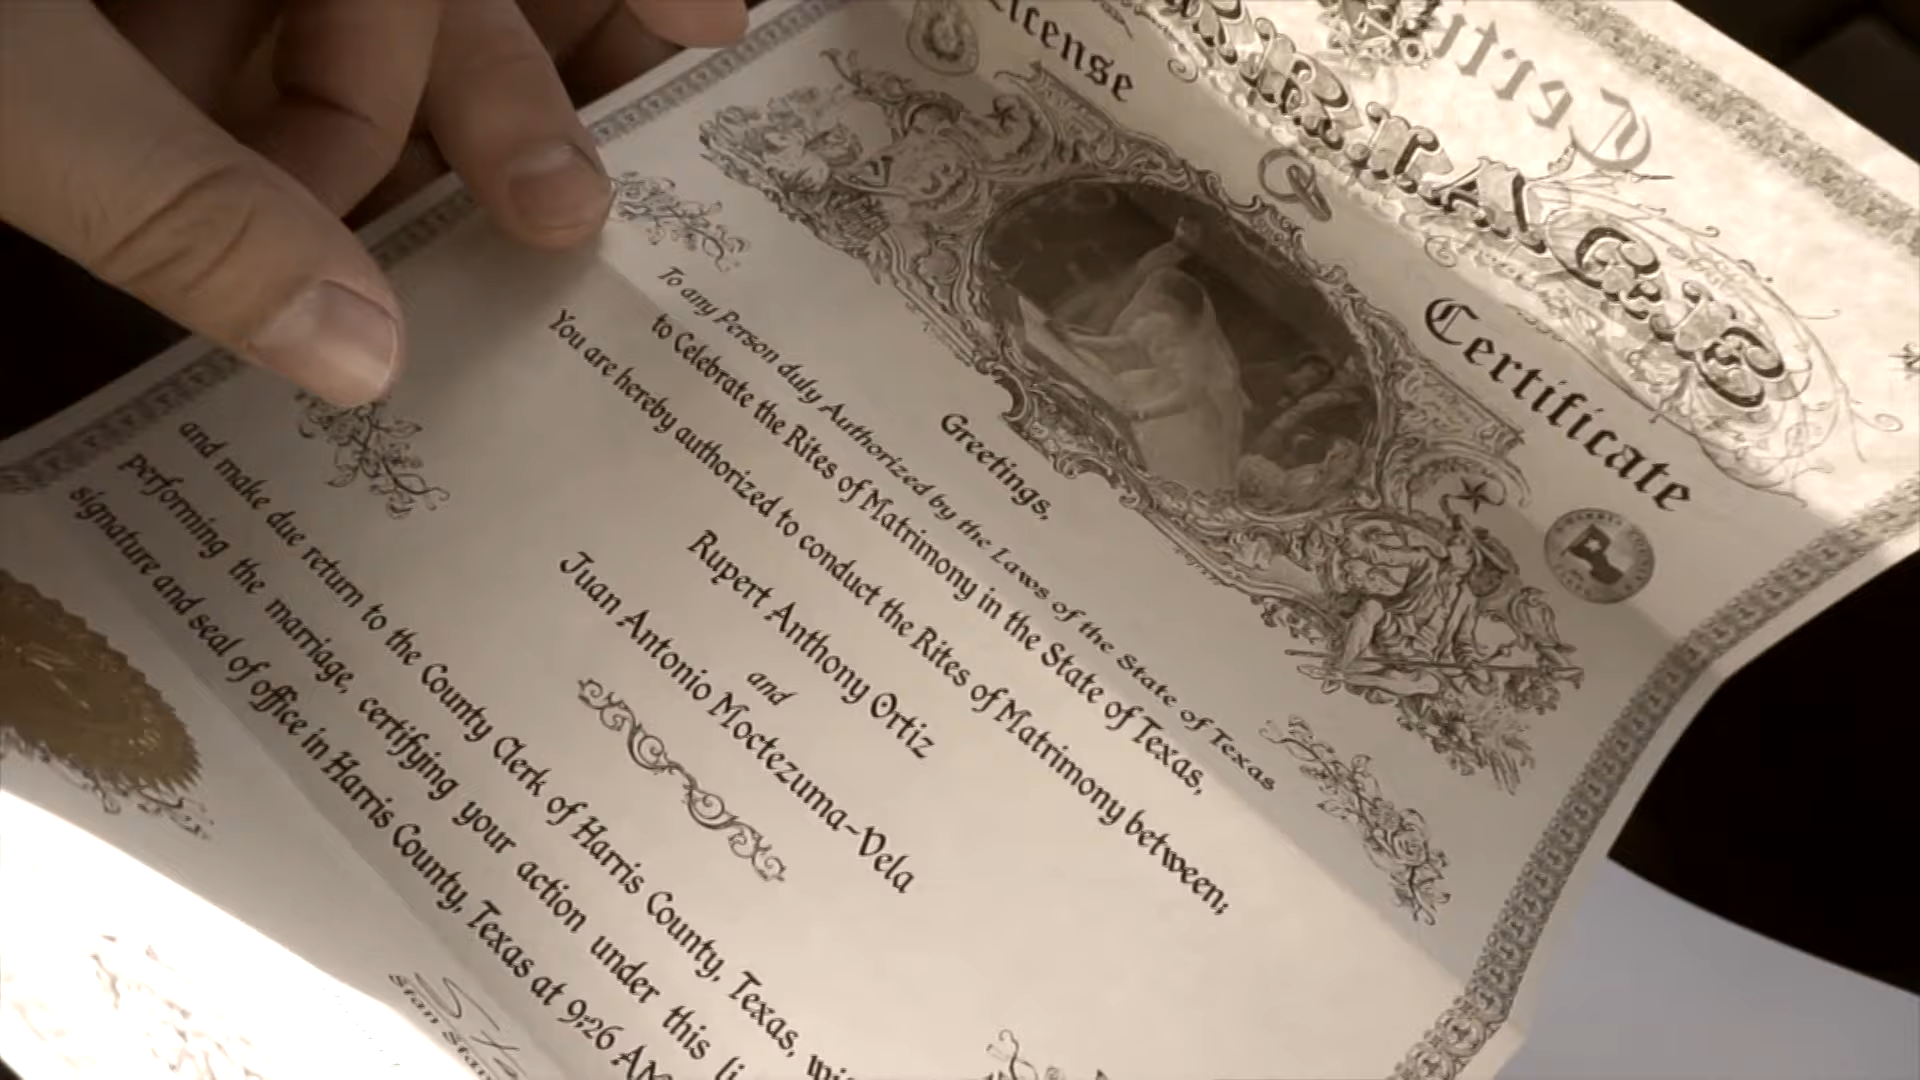 License
&
Certificate
Greetings,
To any Person duly Authorized by the Laws of the State of Texas
to Celebrate the Rites of Matrimony in the State of Texas,
You are hereby authorized to conduct the Rites of Matrimony between;
Rupert Anthony Ortiz
and
Juan Antonio Moctezuma-Vela
and make due return to the County Clerk of Harris County, Texas,
performing the marriage, certifying your action under this
signature and seal of office in Harris County, Texas at 9:26 AM
Stan